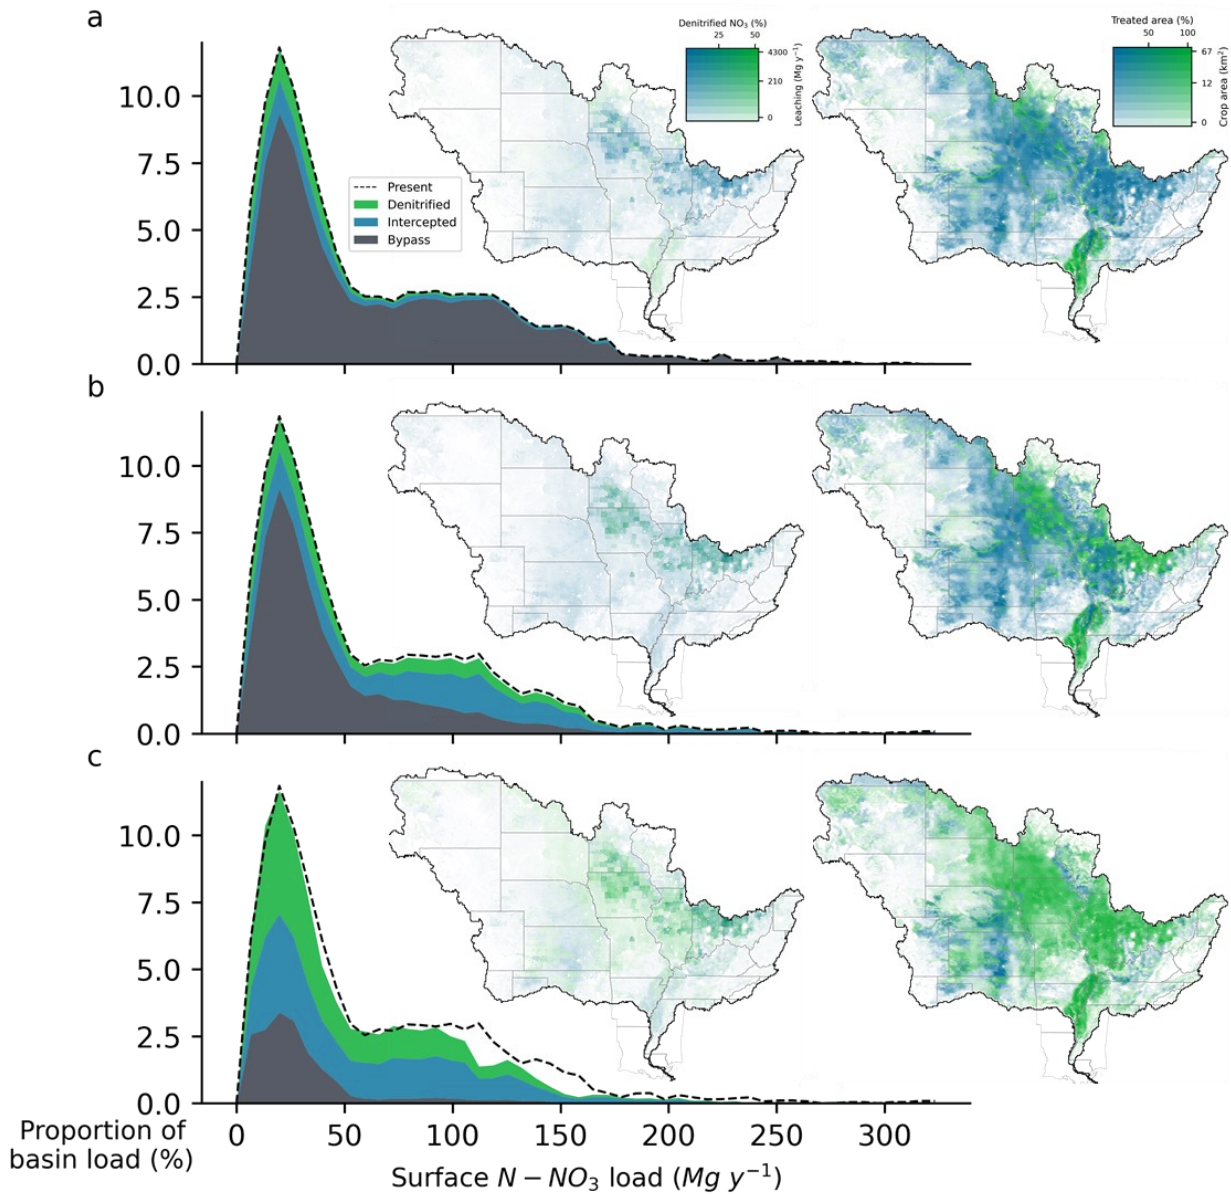 a
Denitrified NO3 (%)
25 50
4300
210
0
Leaching (Mg y−1)
Treated area (%)
50 100
67
12
0
Crop area (km2)
10.0
7.5
5.0
2.5
0.0
Present
Denitrified
Intercepted
Bypass
b
10.0
7.5
5.0
2.5
0.0
c
10.0
7.5
5.0
2.5
0.0
Proportion of
basin load (%)
0 50 100 150 200 250 300
Surface N − NO3 load (Mg y−1)